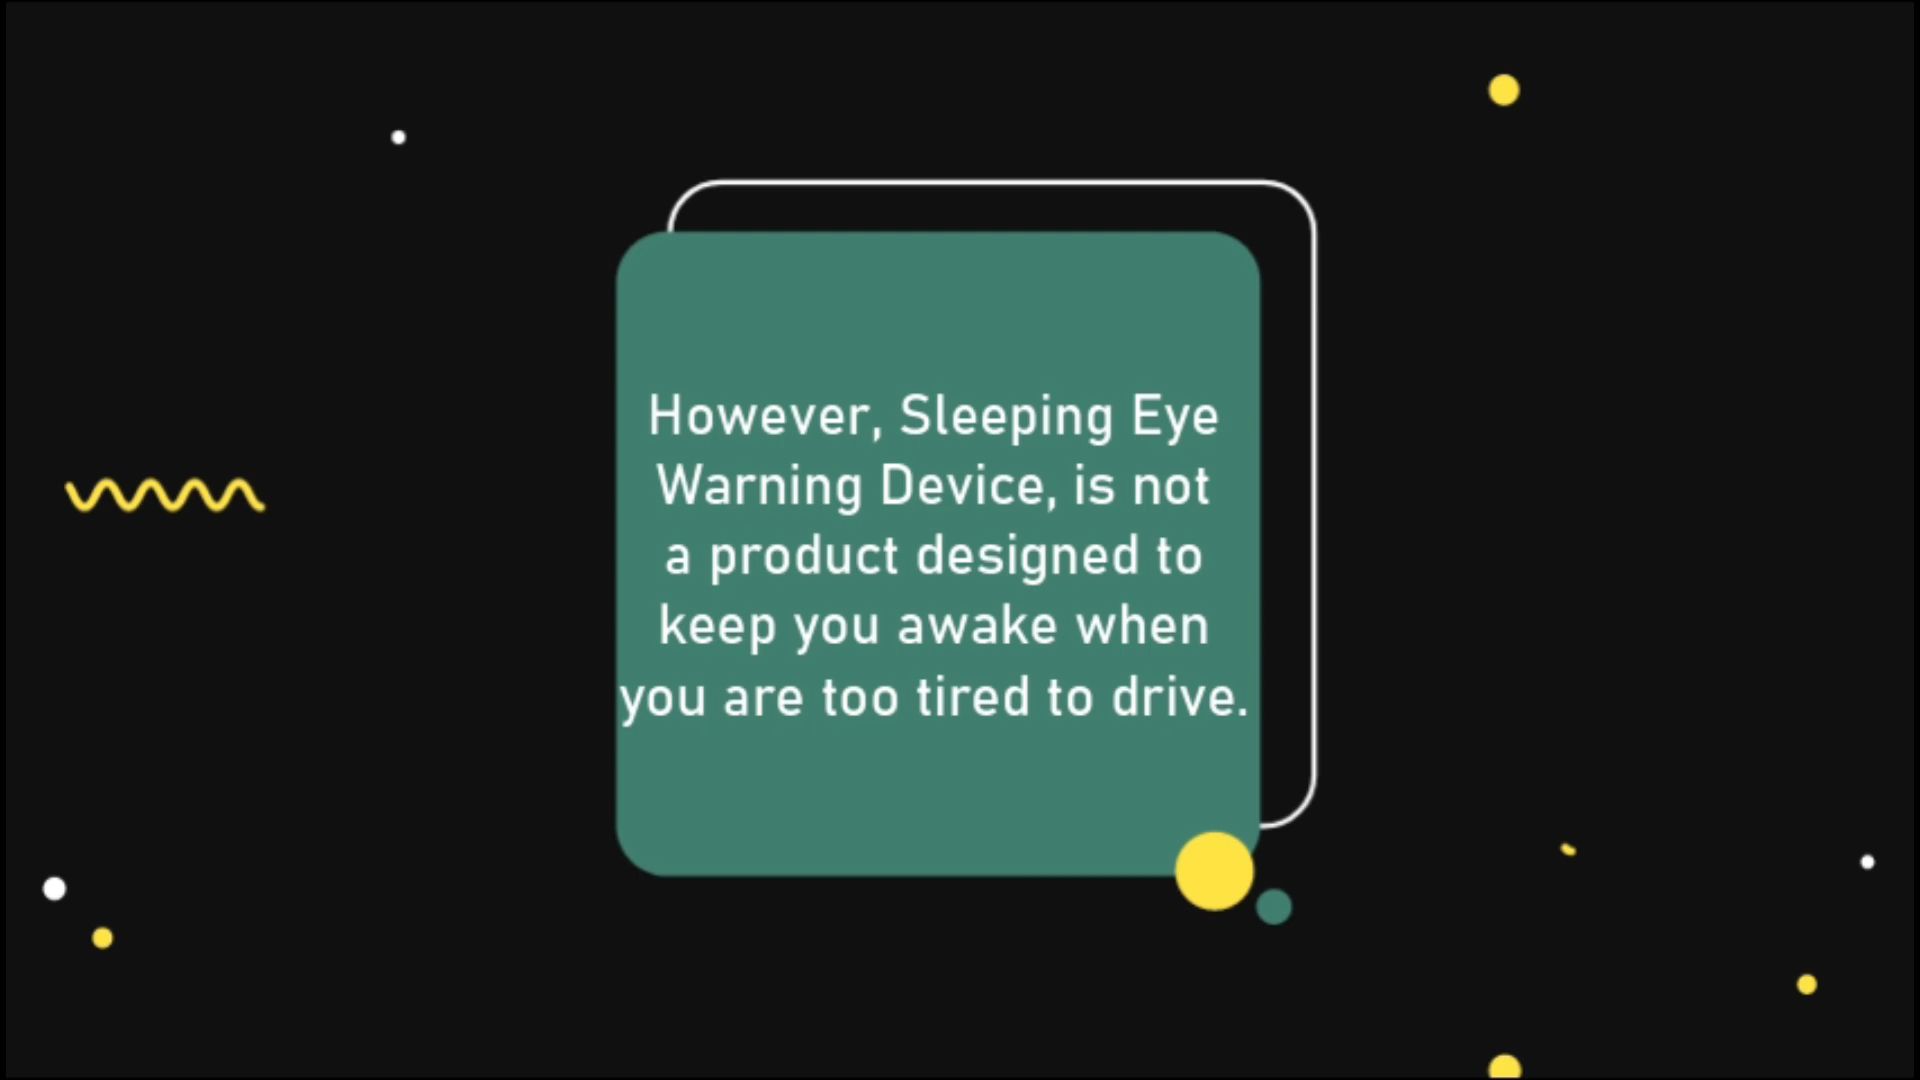 However, Sleeping Eye
Warning Device, is not
a product designed to
keep you awake when
you are too tired to drive.